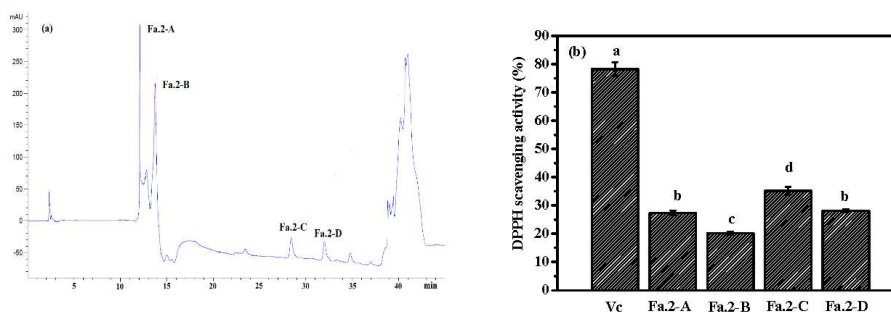 mAU
(a)
Fa.2-A
300
250
Fa.2-B
200
150
100
50
0
-50
Fa.2-C
Fa.2-D
5
10
15
20
25
30
35
40
min
(b)
DPPH scavenging activity (%)
90
80
70
60
50
40
30
20
10
0
a
b
c
d
b
Vc
Fa.2-A
Fa.2-B
Fa.2-C
Fa.2-D